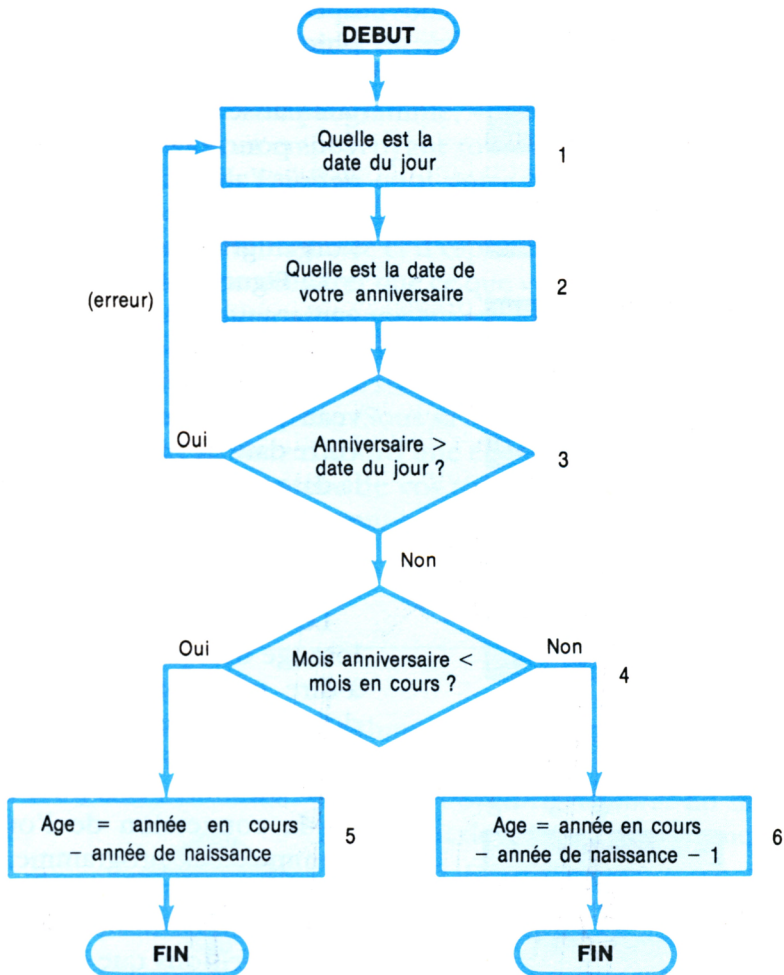 DEBUT
Quelle est la
date du jour
1
Quelle est la date de
votre anniversaire
2
(erreur)
Oui
Anniversaire >
date du jour ?
3
Non
Oui
Mois anniversaire <
mois en cours ?
Non
4
Age = année en cours
– année de naissance
5
Age = année en cours
– année de naissance – 1
6
FIN
FIN